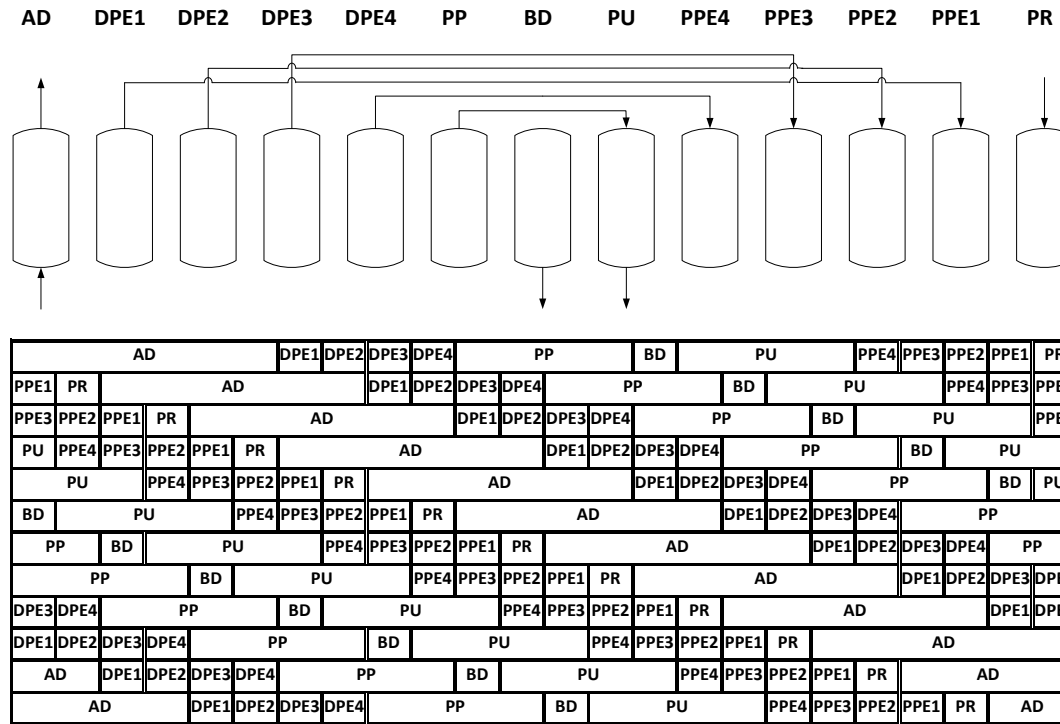 AD DPE1 DPE2 DPE3 DPE4 PP BD PU PPE4 PPE3 PPE2 PPE1 PR
AD DPE1 DPE2 DPE3 DPE4 PP BD PU PPE4 PPE3 PPE2 PPE1
PPE1 PR AD DPE1 DPE2 DPE3 DPE4 PP BD PU PPE4 PPE3
PPE3 PPE2 PPE1 PR AD DPE1 DPE2 DPE3 DPE4 PP BD PU
PU PPE4 PPE3 PPE2 PPE1 PR AD DPE1 DPE2 DPE3 DPE4 PP BD PU
PU PPE4 PPE3 PPE2 PPE1 PR AD DPE1 DPE2 DPE3 DPE4 PP BD PU
BD PU PPE4 PPE3 PPE2 PPE1 PR AD DPE1 DPE2 DPE3 DPE4 PP
PP BD PU PPE4 PPE3 PPE2 PPE1 PR AD DPE1 DPE2 DPE3 DPE4 PP
PP BD PU PPE4 PPE3 PPE2 PPE1 PR AD DPE1 DPE2 DPE3
DPE3 DPE4 PP BD PU PPE4 PPE3 PPE2 PPE1 PR AD DPE1
DPE1 DPE2 DPE3 DPE4 PP BD PU PPE4 PPE3 PPE2 PPE1 PR AD
AD DPE1 DPE2 DPE3 DPE4 PP BD PU PPE4 PPE3 PPE2 PPE1 PR AD
AD DPE1 DPE2 DPE3 DPE4 PP BD PU PPE4 PPE3 PPE2 PPE1 PR AD